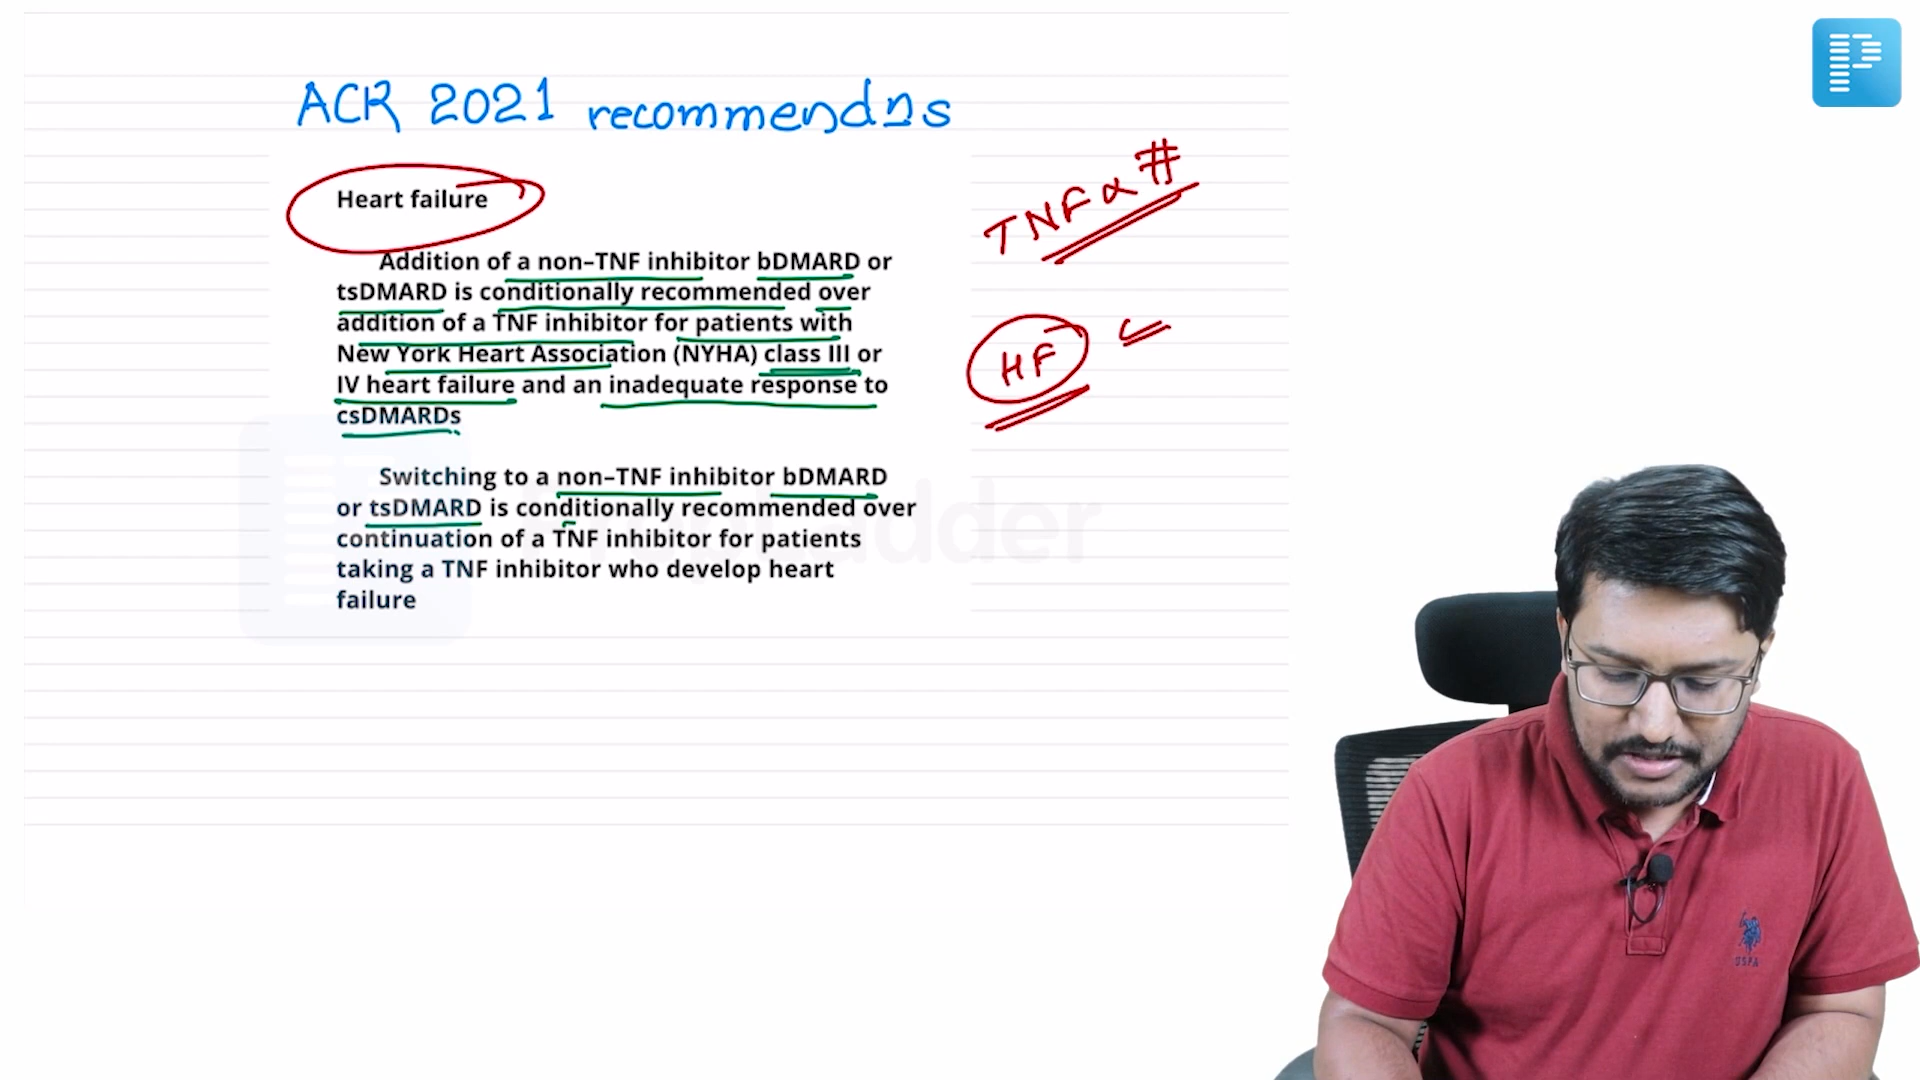 ACR 2021 recommendns
Heart failure
TNF α #
Addition of a non–TNF inhibitor bDMARD or
tsDMARD is conditionally recommended over
addition of a TNF inhibitor for patients with
New York Heart Association (NYHA) class III or
IV heart failure and an inadequate response to
csDMARDs
HF
Switching to a non–TNF inhibitor bDMARD
or tsDMARD is conditionally recommended over
continuation of a TNF inhibitor for patients
taking a TNF inhibitor who develop heart
failure
PrepLadder
USPA